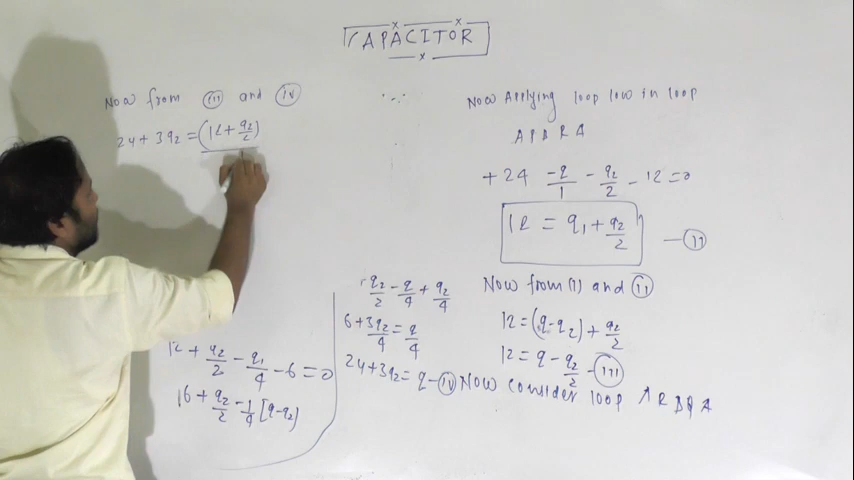 CAPACITOR
Now from (III) and (IV)
24 + 3q2 = (12 + q2/2)
12 + q2/2 - q1/4 - 6 = 0
16 + q2/2 - 1/4 [q-q2)
q2/2 - q/4 + q2/4
6 + 3q2/4 = q/4
24 + 3q2 = q - (IV)
Now Applying loop low in loop
APBRA
+24 -q/1 - q2/2 - 12 = 0
12 = q1 + q2/2 - (II)
Now from (I) and (II)
12 = (q-q2) + q2/2
12 = q - q2/2 - (III)
Now consider loop ARBQA